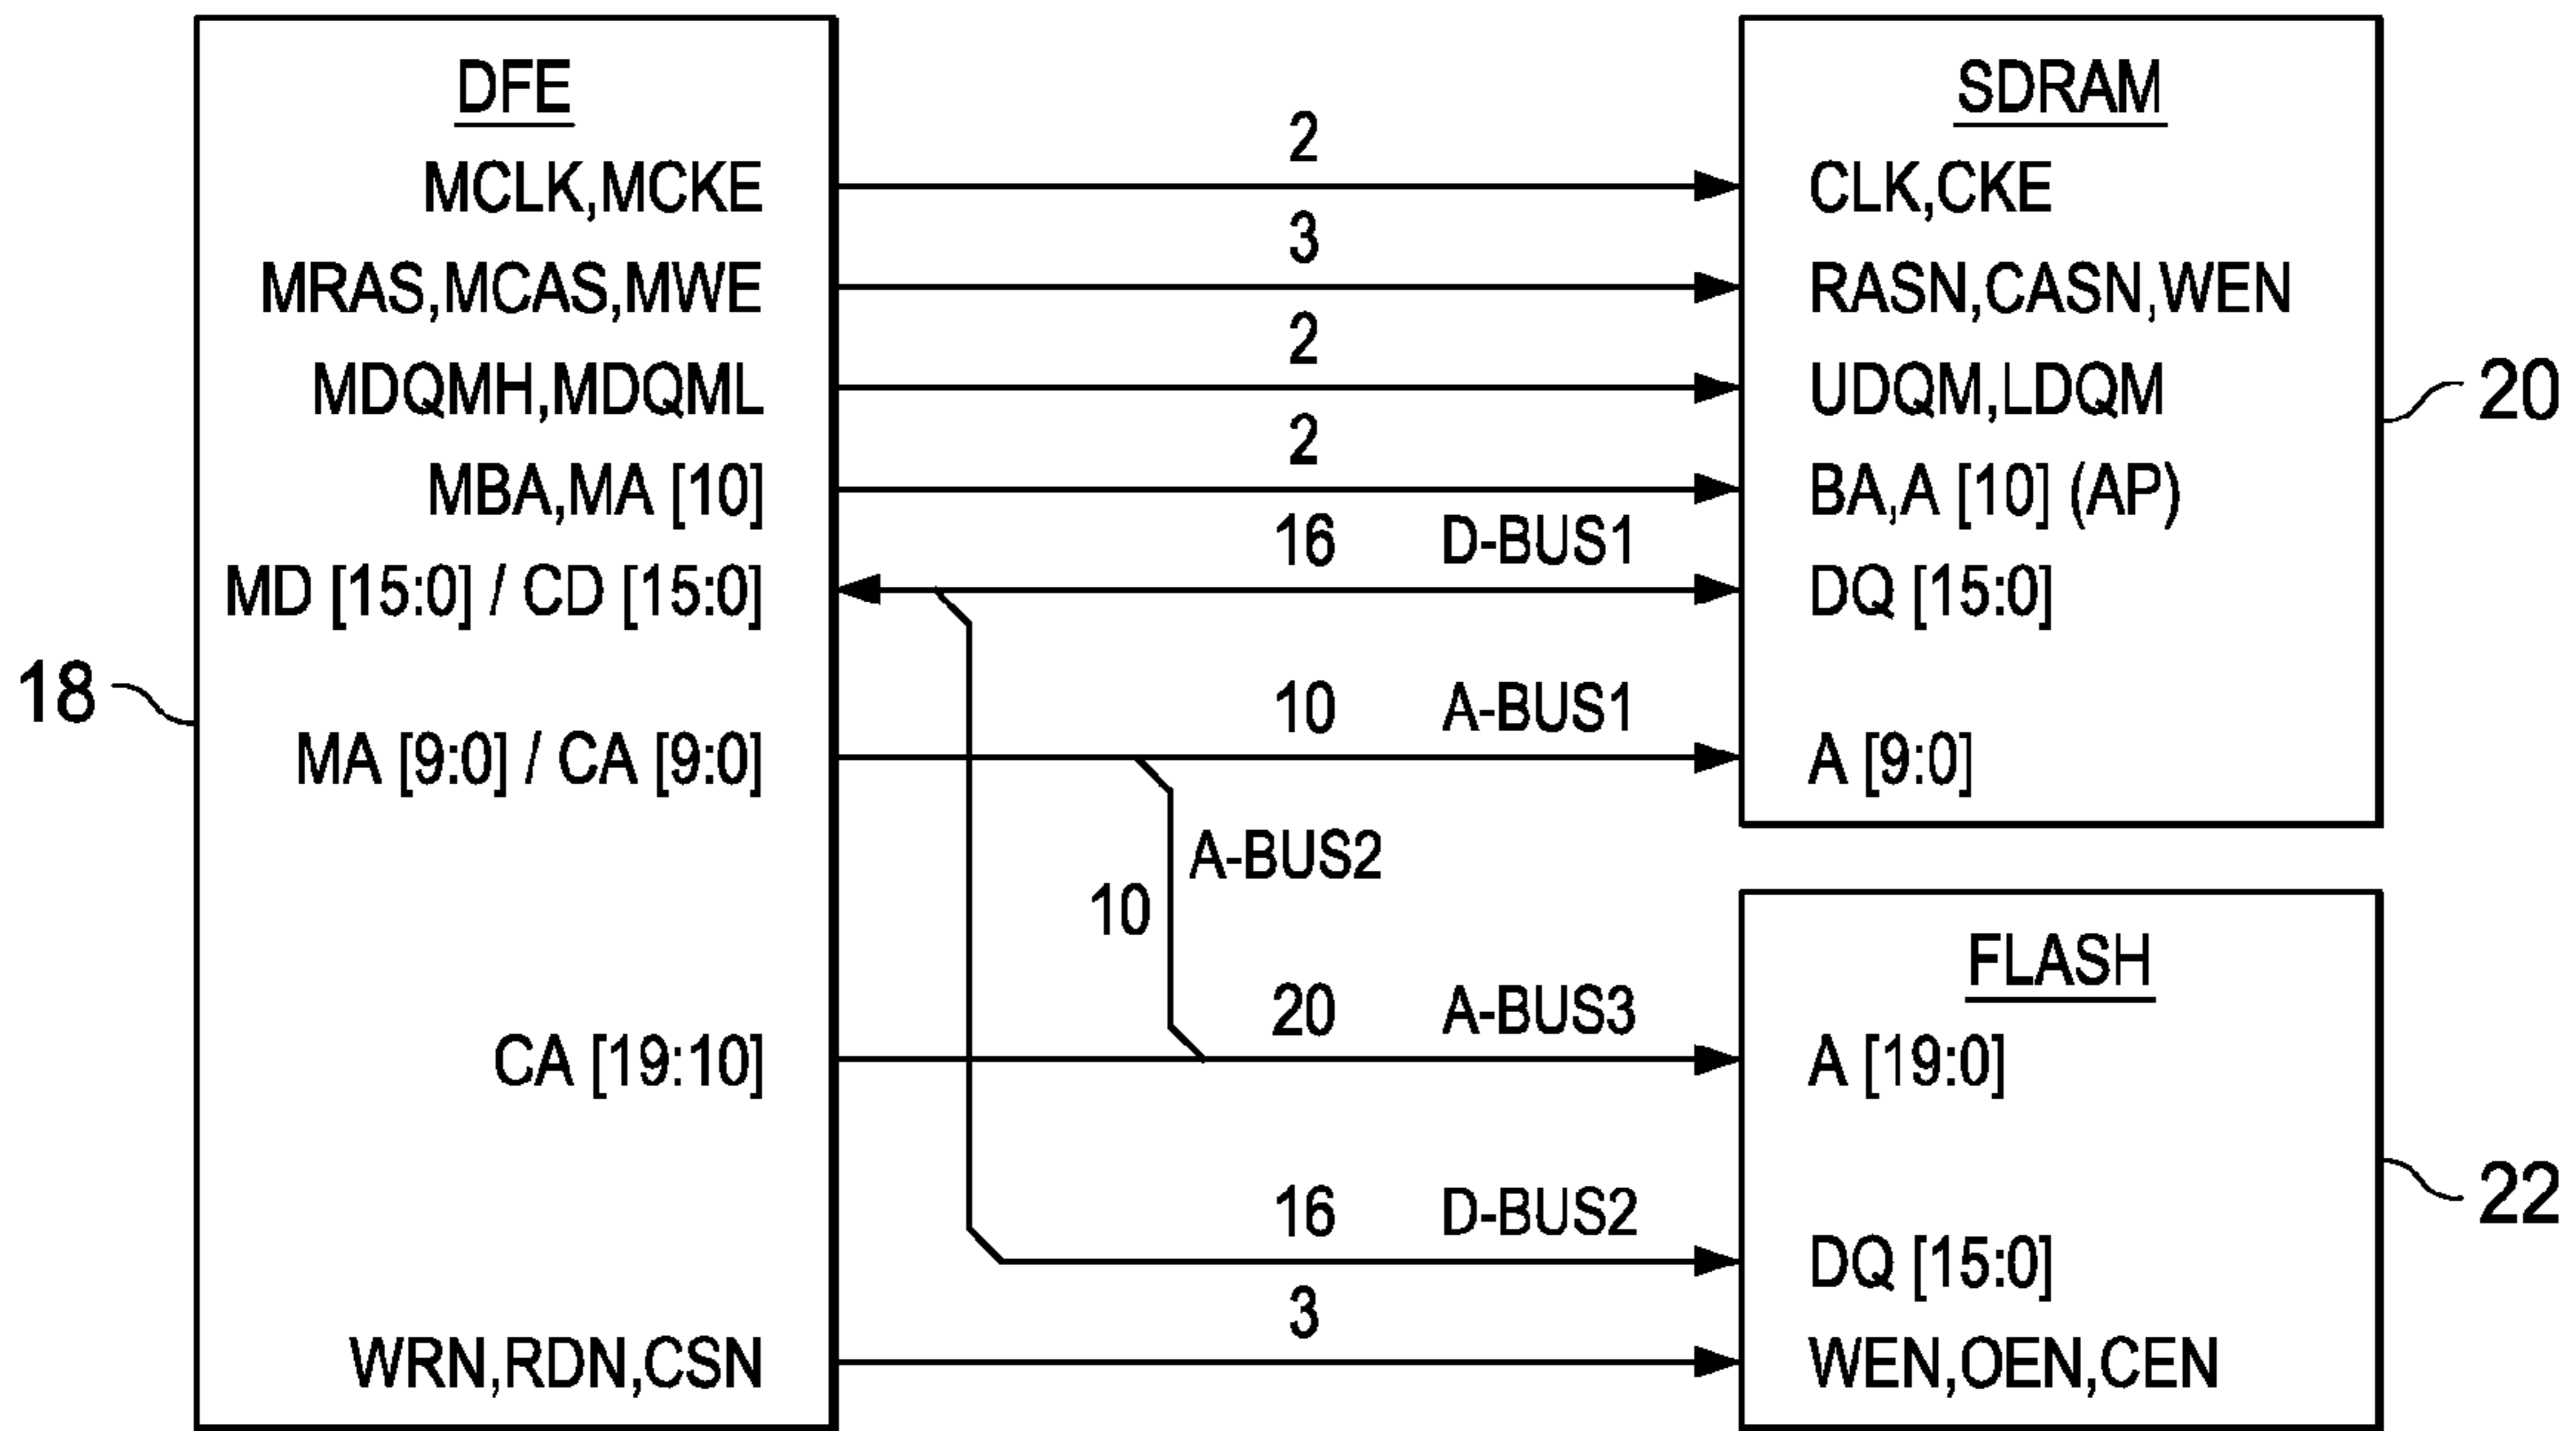 DFE
MCLK,MCKE
MRAS,MCAS,MWE
MDQMH,MDQML
MBA,MA [10]
MD [15:0] / CD [15:0]
MA [9:0] / CA [9:0]
CA [19:10]
WRN,RDN,CSN
18
2
3
2
2
16 D-BUS1
10 A-BUS1
A-BUS2
10
20 A-BUS3
16 D-BUS2
3
SDRAM
CLK,CKE
RASN,CASN,WEN
UDQM,LDQM
BA,A [10] (AP)
DQ [15:0]
A [9:0]
20
FLASH
A [19:0]
DQ [15:0]
WEN,OEN,CEN
22